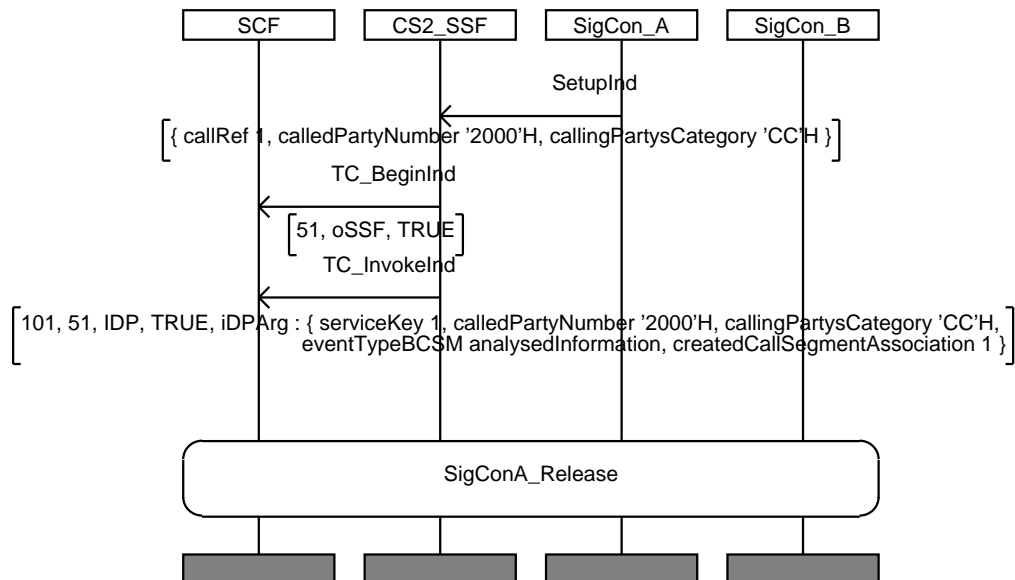 SCF CS2_SSF SigCon_A SigCon_B
SetupInd
{ callRef 1, calledPartyNumber '2000'H, callingPartysCategory 'CC'H }
TC_BeginInd
51, oSSF, TRUE
TC_InvokeInd
101, 51, IDP, TRUE, iDPArg : { serviceKey 1, calledPartyNumber '2000'H, callingPartysCategory 'CC'H,
eventTypeBCSM analysedInformation, createdCallSegmentAssociation 1 }
SigConA_Release